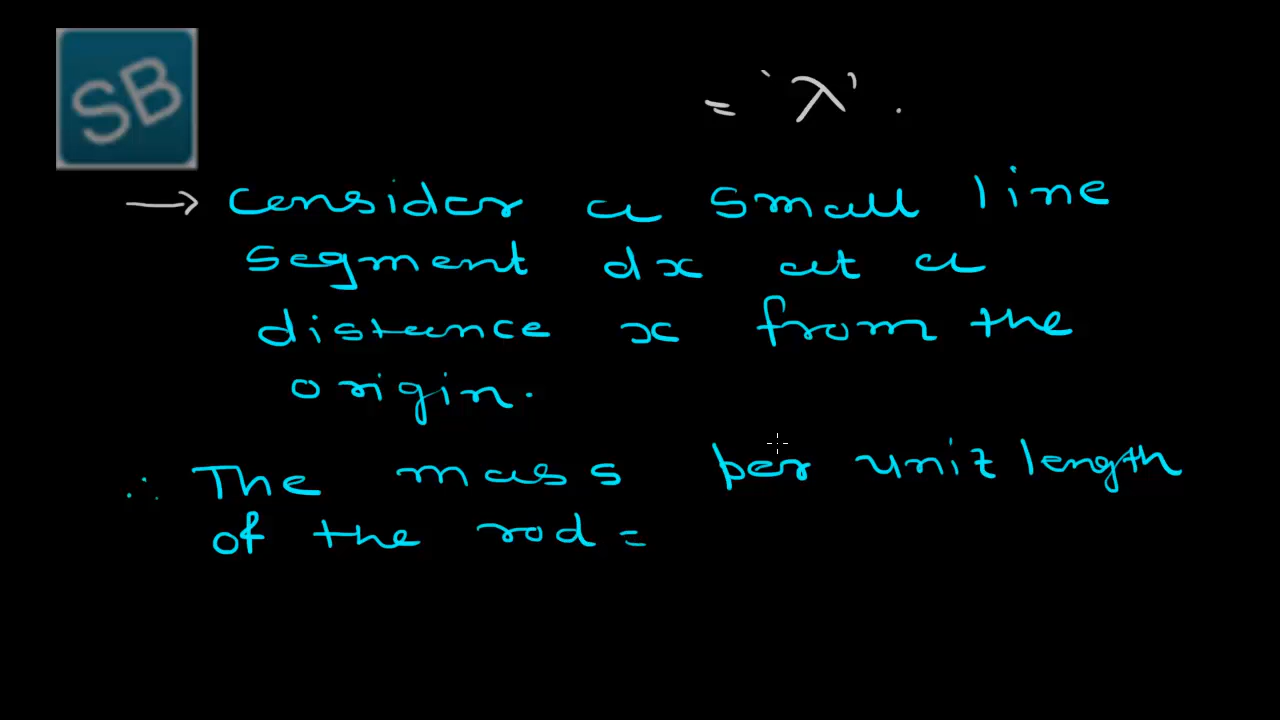 SB
= 'λ'.
→ consider a small line
segment dx at a
distance x from the
origin.
∴ The mass per unit length
of the rod =